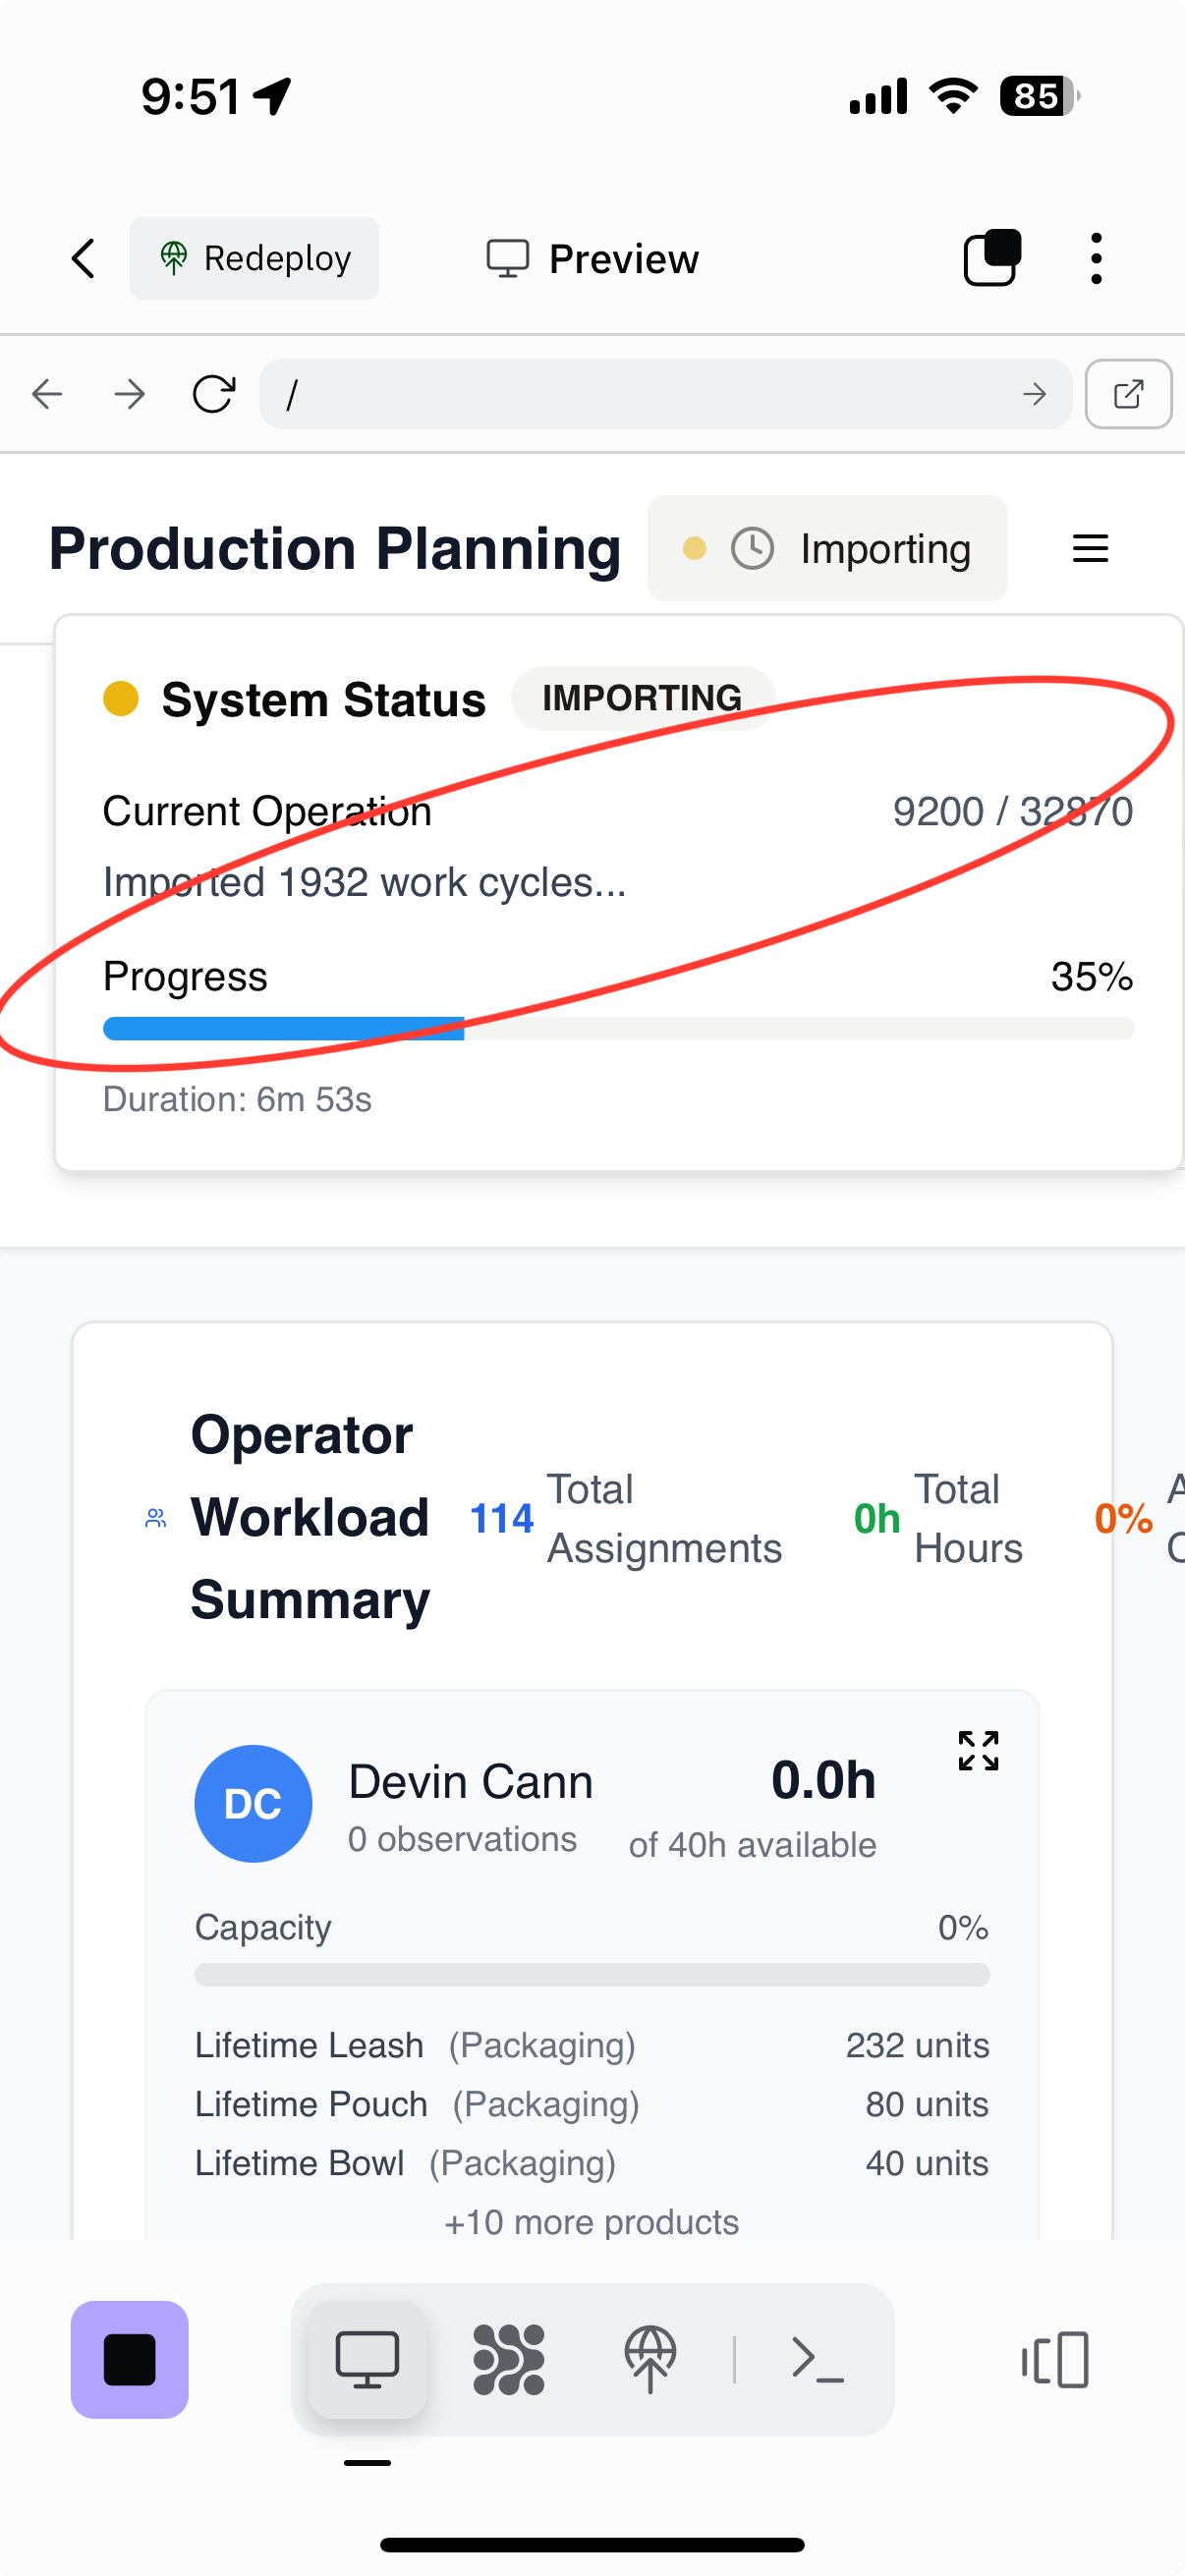 9:51
85
Redeploy
Preview
/
Production Planning
Importing
System Status
IMPORTING
Current Operation
9200 / 32870
Imported 1932 work cycles...
Progress
35%
Duration: 6m 53s
Operator
Workload
Summary
114
Total
Assignments
0h
Total
Hours
0%
DC
Devin Cann
0.0h
0 observations
of 40h available
Capacity
0%
Lifetime Leash (Packaging) 232 units
Lifetime Pouch (Packaging) 80 units
Lifetime Bowl (Packaging) 40 units
+10 more products